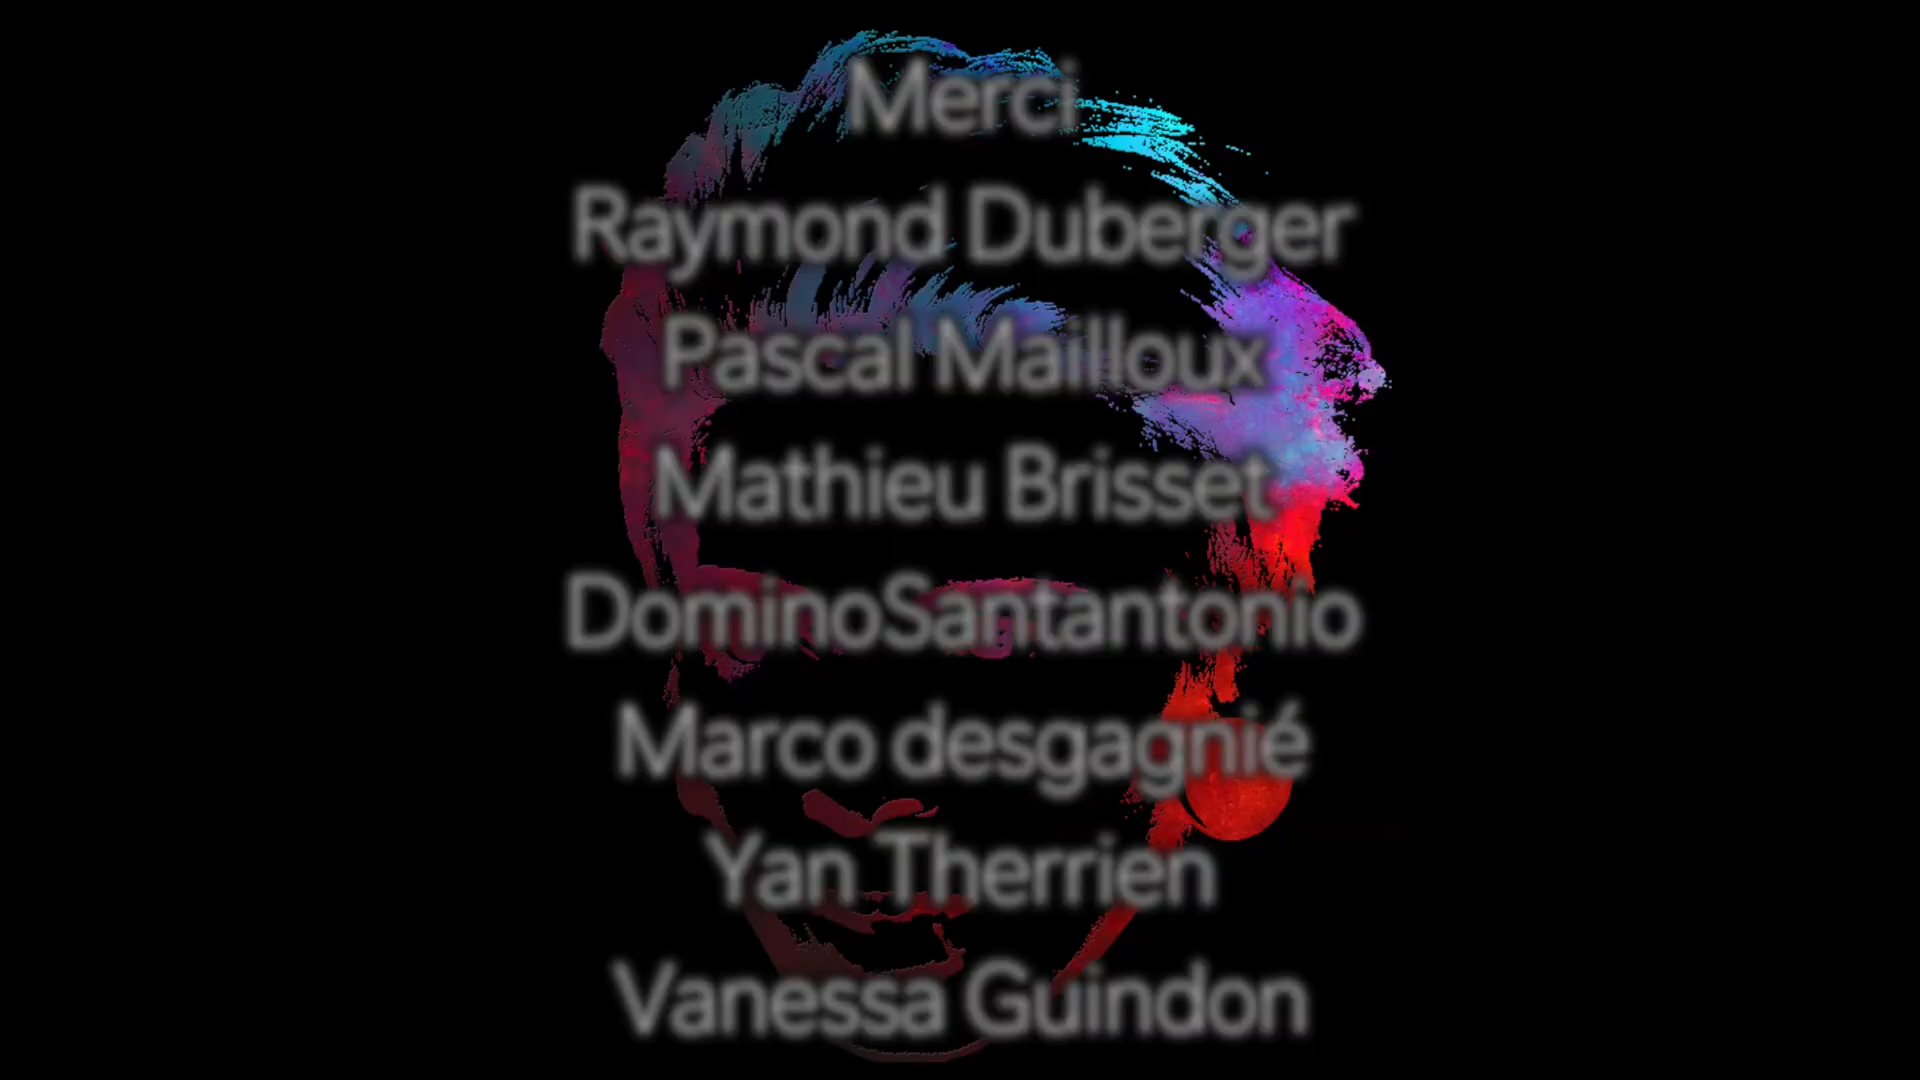 Merci
Raymond Duberger
Pascal Mailloux
Mathieu Brisset
DominoSantantonio
Marco desgagnié
Yan Therrien
Vanessa Guindon